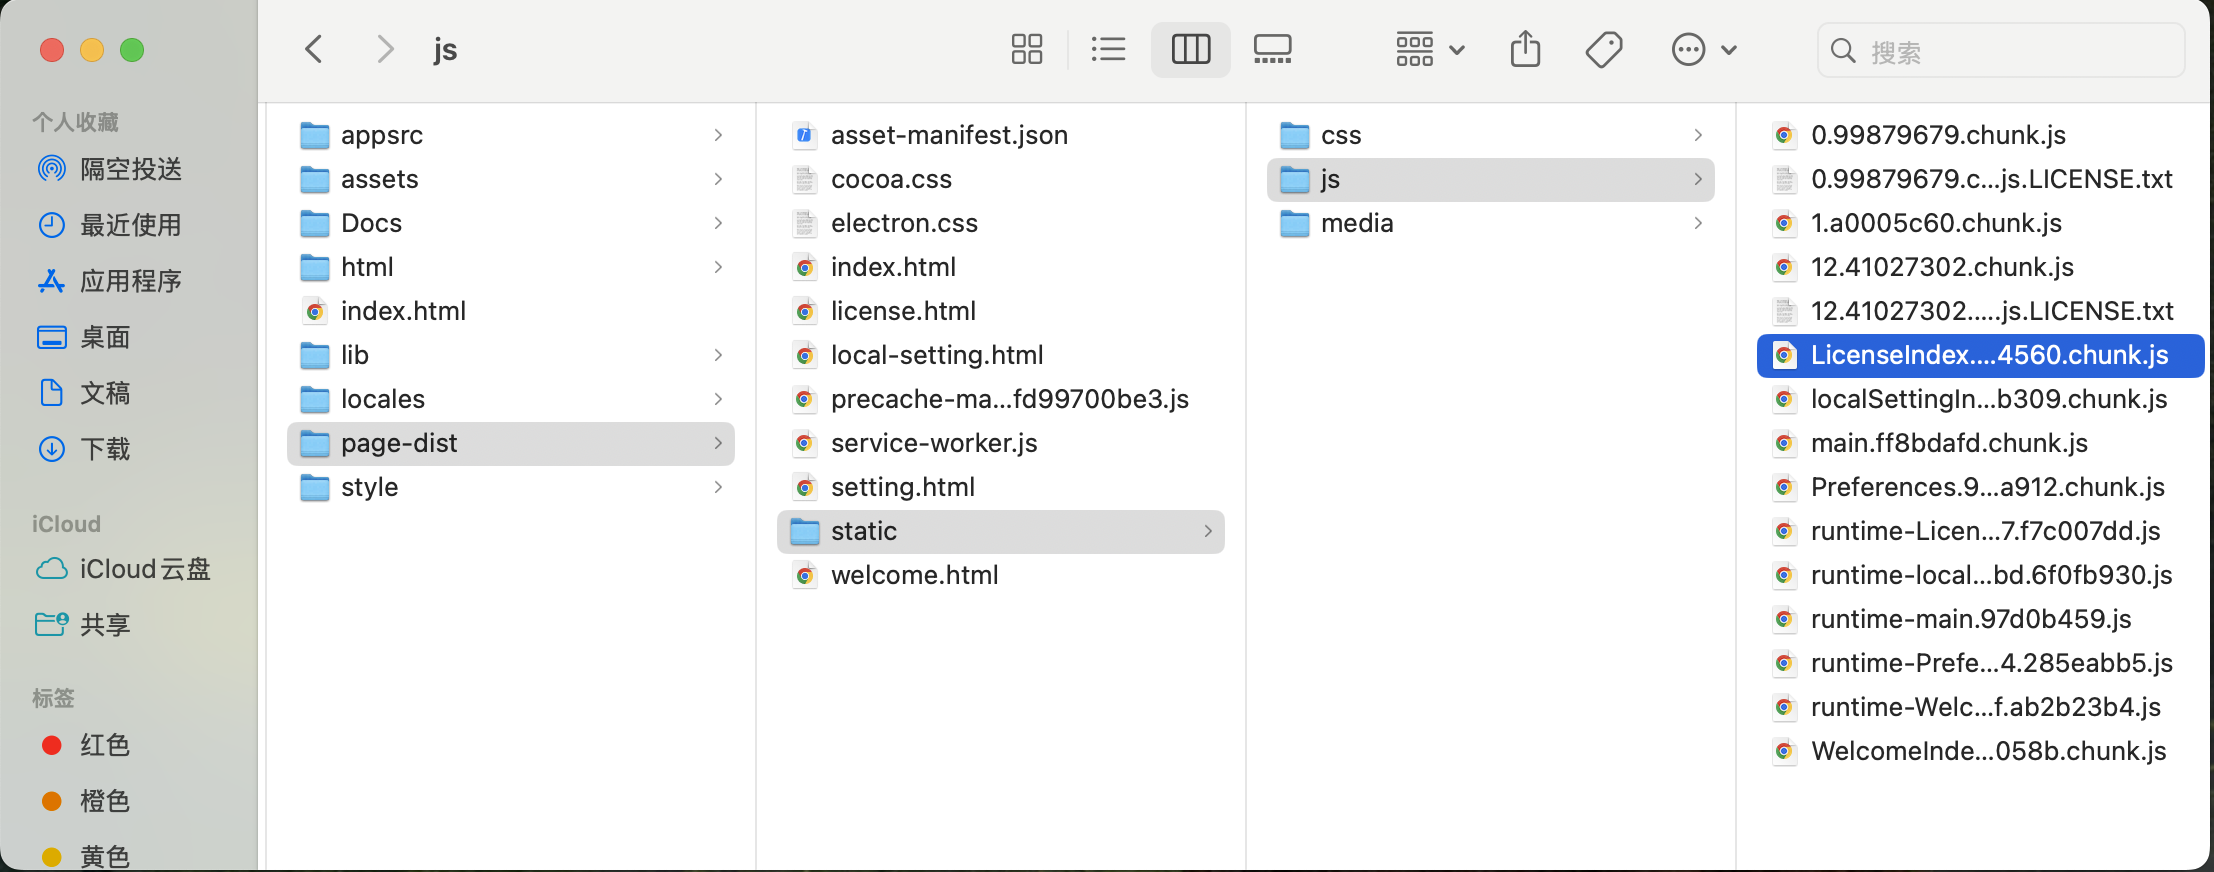 js
搜索
个人收藏
隔空投送
最近使用
应用程序
桌面
文稿
下载
iCloud
iCloud云盘
共享
标签
红色
橙色
黄色
appsrc
assets
Docs
html
index.html
lib
locales
page-dist
style
asset-manifest.json
cocoa.css
electron.css
index.html
license.html
local-setting.html
precache-ma...fd99700be3.js
service-worker.js
setting.html
static
welcome.html
css
js
media
0.99879679.chunk.js
0.99879679.c...js.LICENSE.txt
1.a0005c60.chunk.js
12.41027302.chunk.js
12.41027302.....js.LICENSE.txt
LicenseIndex....4560.chunk.js
localSettingIn...b309.chunk.js
main.ff8bdafd.chunk.js
Preferences.9...a912.chunk.js
runtime-Licen...7.f7c007dd.js
runtime-local...bd.6f0fb930.js
runtime-main.97d0b459.js
runtime-Prefe...4.285eabb5.js
runtime-Welc...f.ab2b23b4.js
WelcomeInde...058b.chunk.js